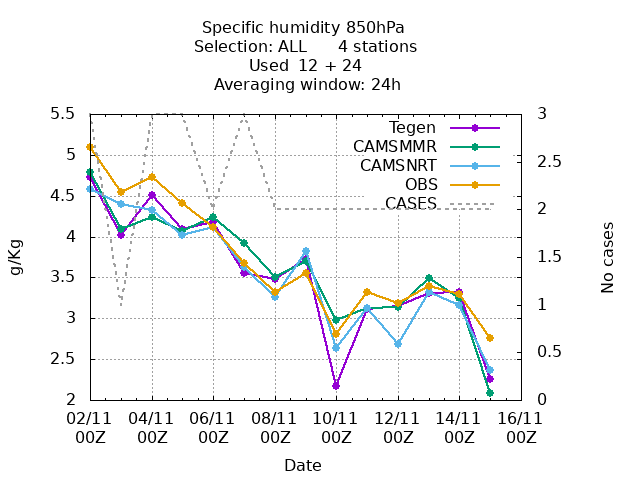 Specific humidity 850hPa
Selection: ALL 4 stations
Used 12 + 24
Averaging window: 24h
g/Kg
5.5
5
4.5
4
3.5
3
2.5
2
Tegen
CAMSMMR
CAMSNRT
OBS
CASES
3
2.5
2
1.5
1
0.5
0
No cases
02/11 04/11 06/11 08/11 10/11 12/11 14/11 16/11
00Z 00Z 00Z 00Z 00Z 00Z 00Z 00Z
Date